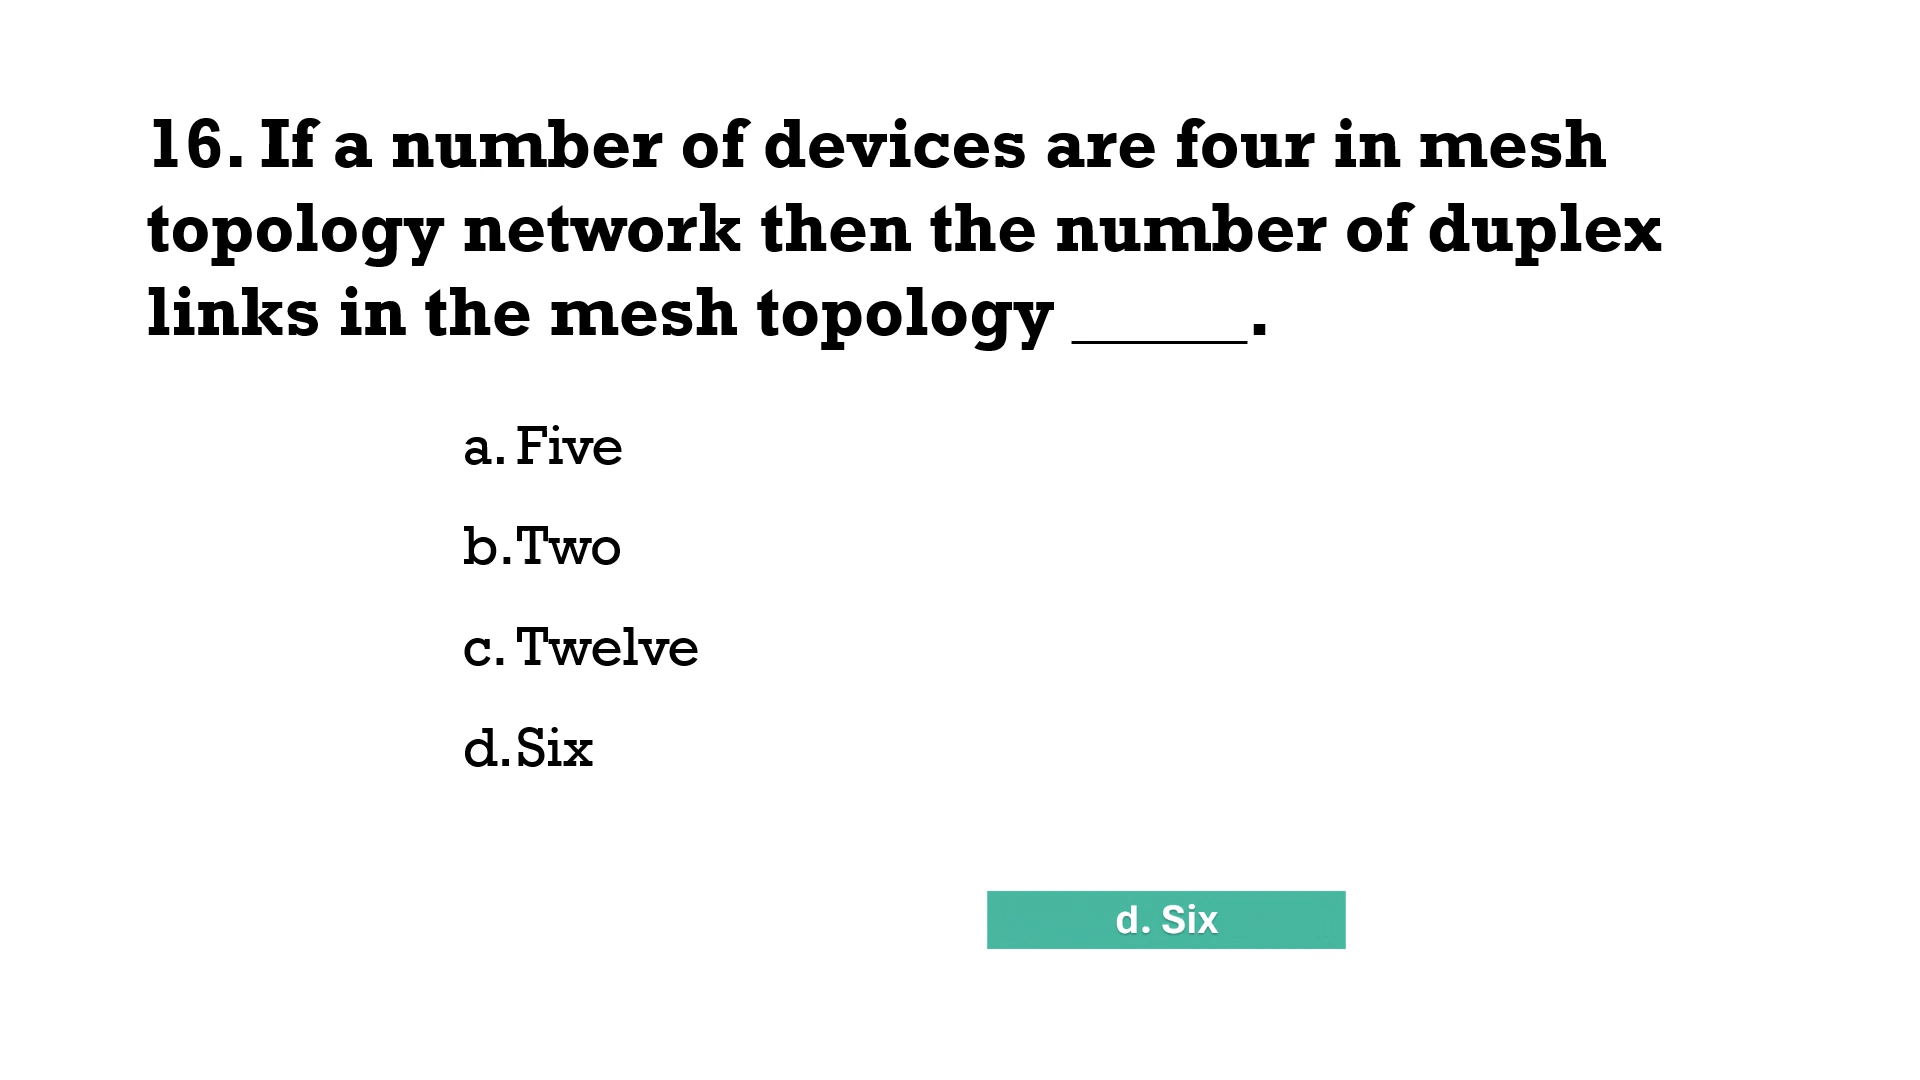 16. If a number of devices are four in mesh
topology network then the number of duplex
links in the mesh topology _____.
a. Five
b. Two
c. Twelve
d. Six
d. Six